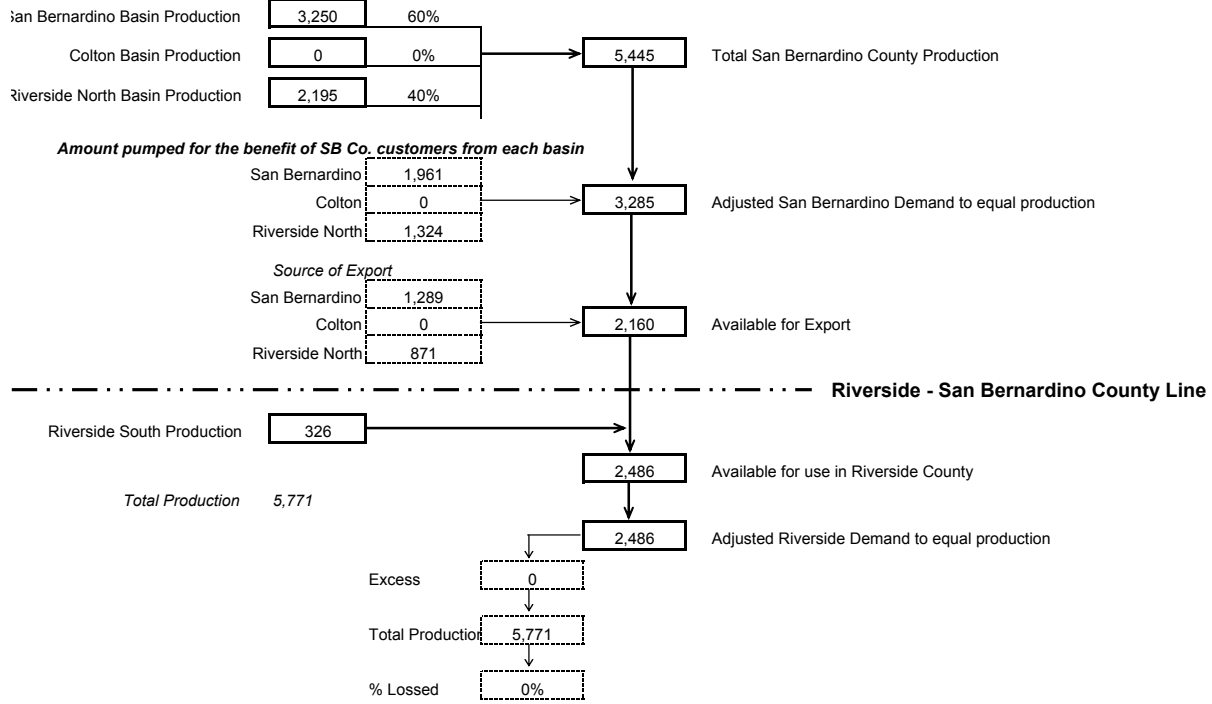 San Bernardino Basin Production 3,250 60%
Colton Basin Production 0 0% 5,445 Total San Bernardino County Production
Riverside North Basin Production 2,195 40%
Amount pumped for the benefit of SB Co. customers from each basin
San Bernardino 1,961
Colton 0 3,285 Adjusted San Bernardino Demand to equal production
Riverside North 1,324
Source of Export
San Bernardino 1,289
Colton 0 2,160 Available for Export
Riverside North 871
Riverside - San Bernardino County Line
Riverside South Production 326
2,486 Available for use in Riverside County
Total Production 5,771
2,486 Adjusted Riverside Demand to equal production
Excess 0
Total Production 5,771
% Lossed 0%